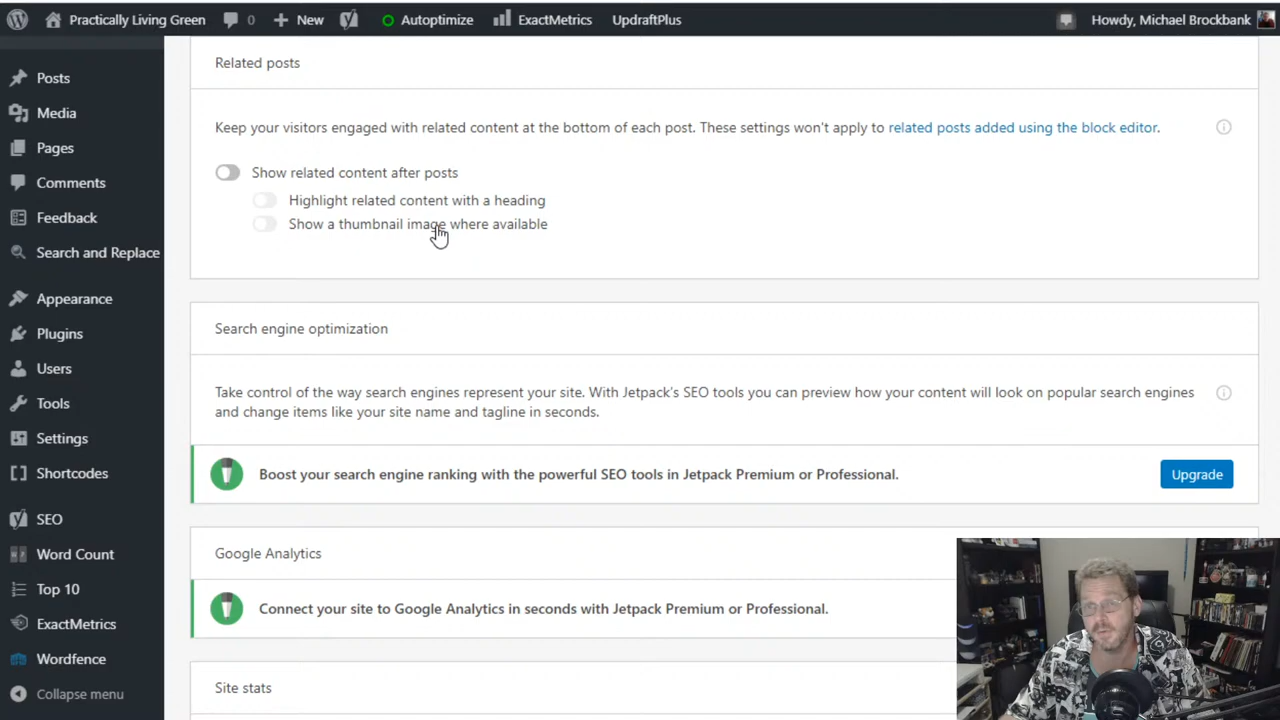 Practically Living Green 0 New Autoptimize ExactMetrics UpdraftPlus Howdy, Michael Brockbank
Posts
Media
Pages
Comments
Feedback
Search and Replace
Appearance
Plugins
Users
Tools
Settings
Shortcodes
SEO
Word Count
Top 10
ExactMetrics
Wordfence
Collapse menu
Related posts
Keep your visitors engaged with related content at the bottom of each post. These settings won't apply to related posts added using the block editor.
Show related content after posts
Highlight related content with a heading
Show a thumbnail image where available
Search engine optimization
Take control of the way search engines represent your site. With Jetpack's SEO tools you can preview how your content will look on popular search engines
and change items like your site name and tagline in seconds.
Boost your search engine ranking with the powerful SEO tools in Jetpack Premium or Professional.
Upgrade
Google Analytics
Connect your site to Google Analytics in seconds with Jetpack Premium or Professional.
Site stats